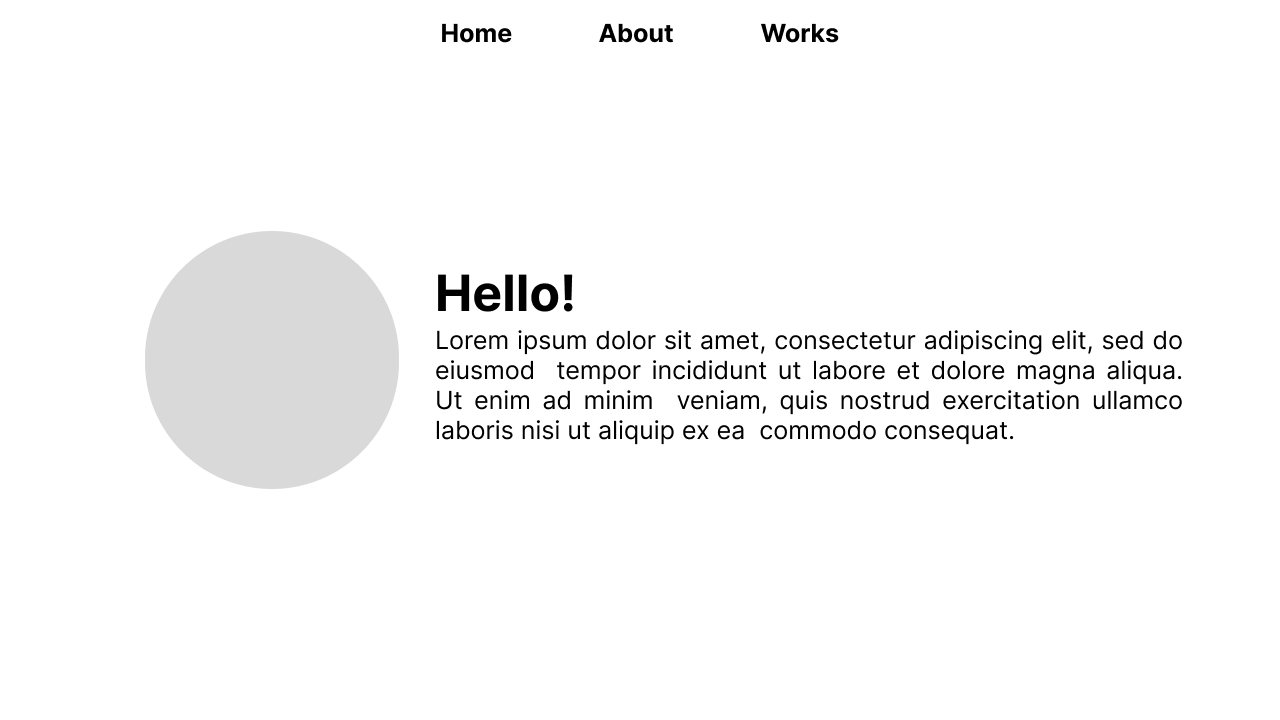 Home About Works
Hello!
Lorem ipsum dolor sit amet, consectetur adipiscing elit, sed do
eiusmod  tempor incididunt ut labore et dolore magna aliqua.
Ut enim ad minim  veniam, quis nostrud exercitation ullamco
laboris nisi ut aliquip ex ea  commodo consequat.